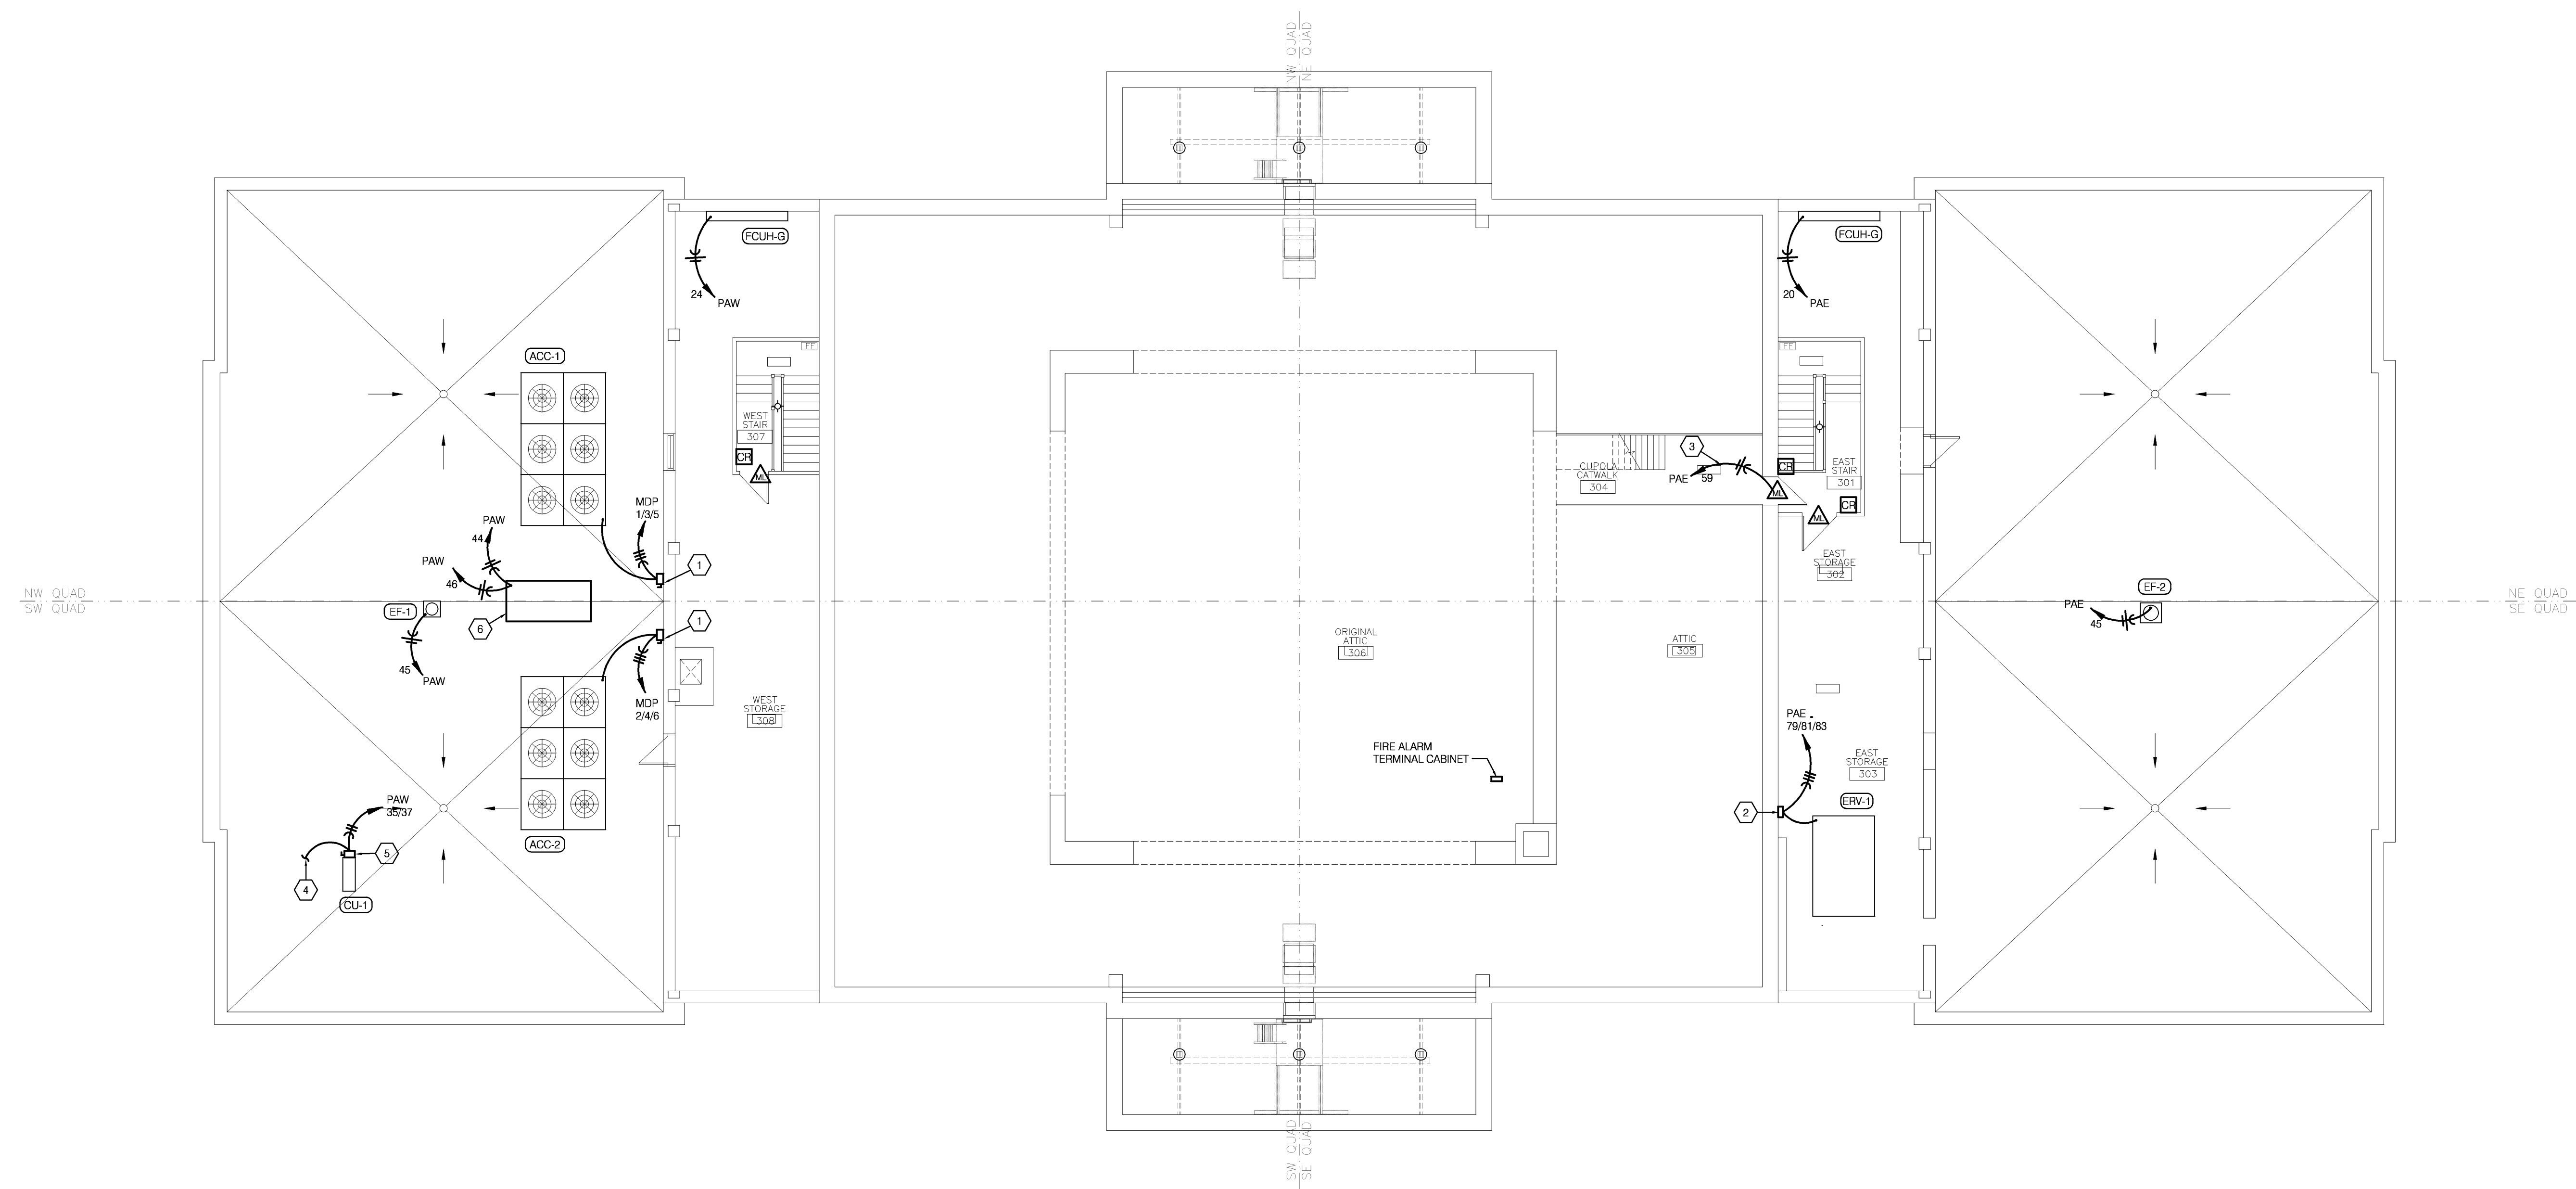 NW QUAD
NE QUAD
FCUH-G
24
PAW
FCUH-G
20
PAE
ACC-1
FE
FE
WEST
STAIR
307
CR
ML
3
CUPOLA
CATWALK
304
PAE
59
CR
ML
EAST
STAIR
301
CR
ML
MDP
1/3/5
PAW
44
PAW
46
1
EAST
STORAGE
302
NW QUAD
SW QUAD
EF-1
6
1
45
PAW
EF-2
PAE
45
NE QUAD
SE QUAD
ORIGINAL
ATTIC
306
ATTIC
305
MDP
2/4/6
WEST
STORAGE
308
FIRE ALARM
TERMINAL CABINET
PAE
79/81/83
EAST
STORAGE
303
2
ERV-1
PAW
35/37
5
4
CU-1
ACC-2
SW QUAD
SE QUAD